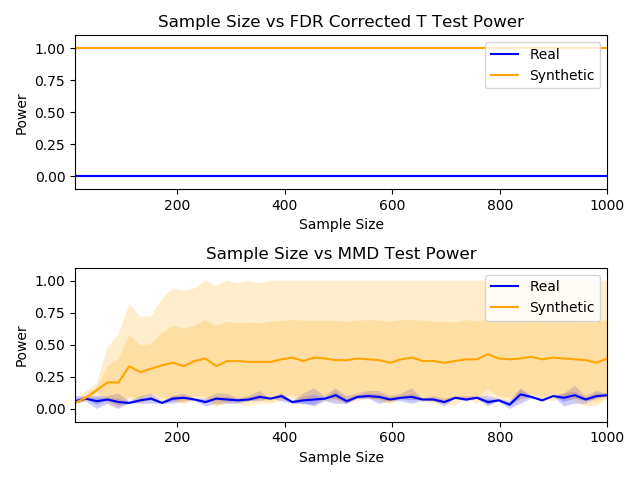 Sample Size vs FDR Corrected T Test Power
1.00
0.75
0.50
0.25
0.00
Power
Real
Synthetic
200
400
600
800
1000
Sample Size
Sample Size vs MMD Test Power
1.00
0.75
0.50
0.25
0.00
Power
Real
Synthetic
200
400
600
800
1000
Sample Size